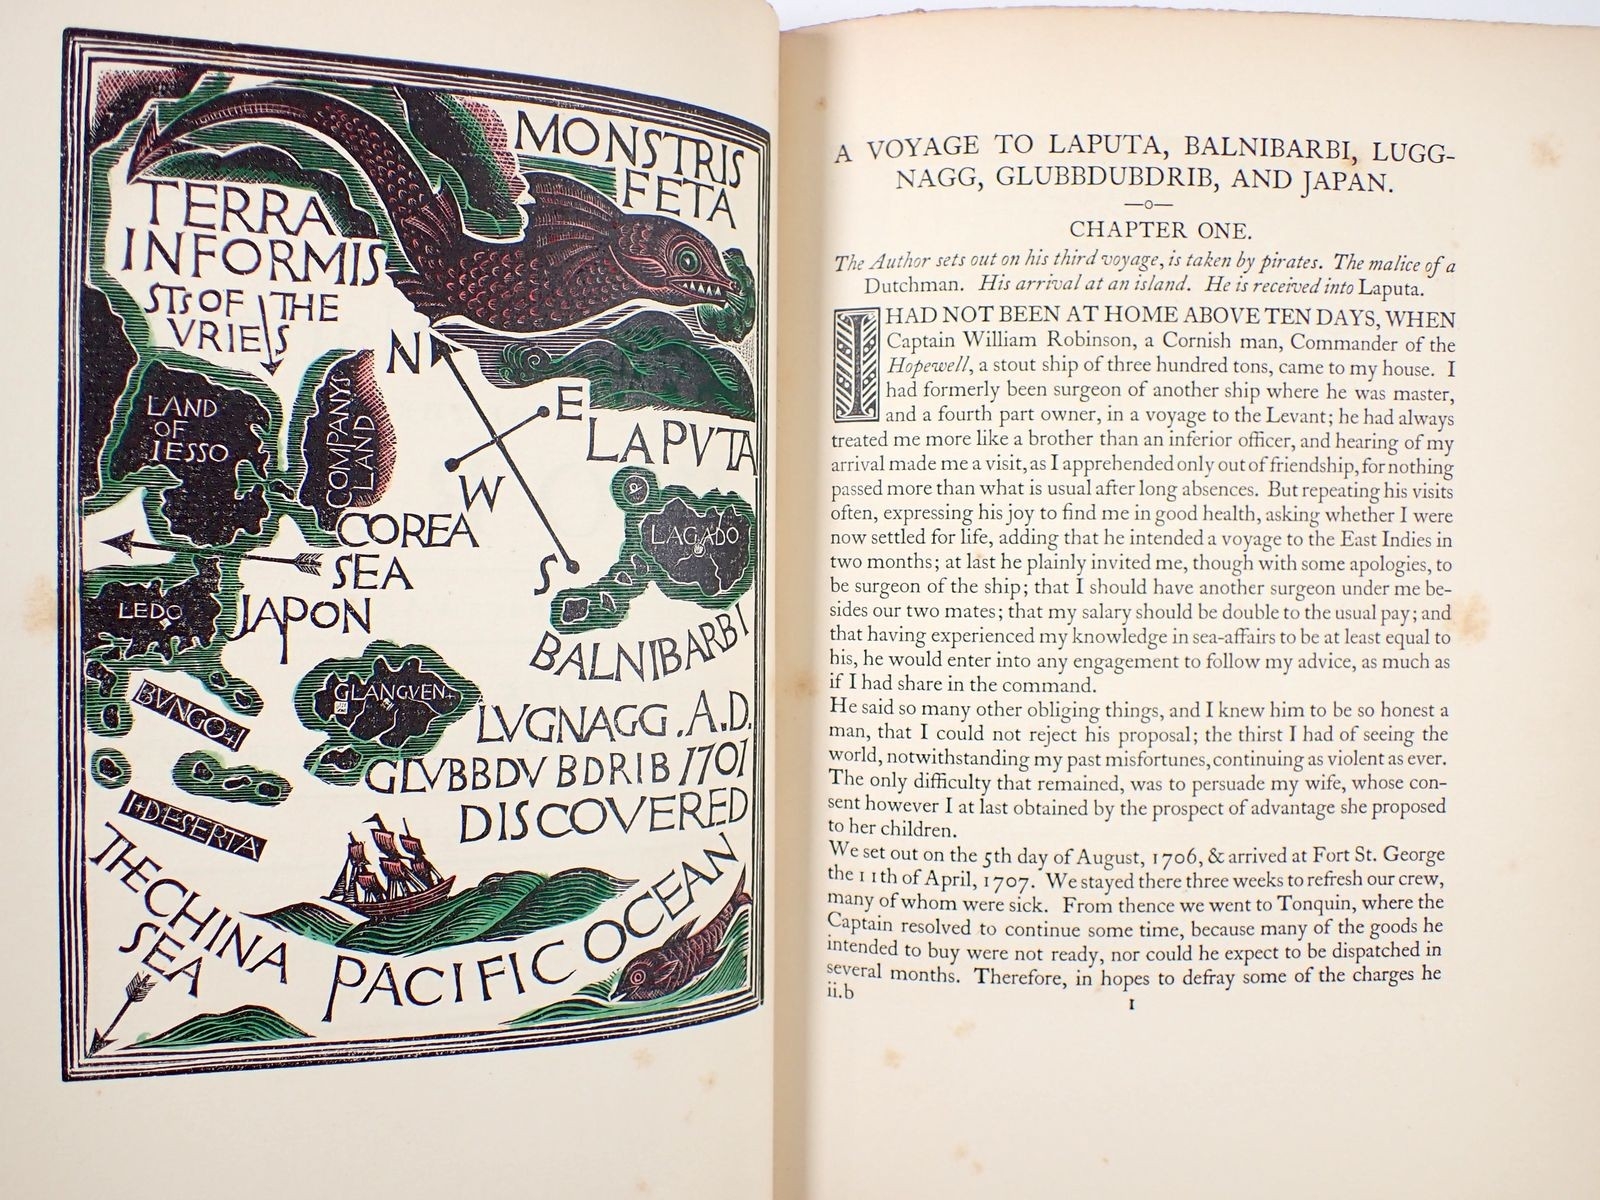 MONSTRIS
FETA
TERRA
INFORMIS
STS OF THE
VRIES
N
E
W
S
LAND
OF
IESSO
COMPANYS
LAND
LAPVTA
LAGADO
COREA
SEA
LEDO
JAPON
BALNIBARBI
BVNGO+I
GLANGVEN+
LVGNAGG.A.D.
GLVBBDVBDRIB 1701
DISCOVERED
I+DESERTA
THE CHINA
SEA
PACIFIC OCEAN
A VOYAGE TO LAPUTA, BALNIBARBI, LUGG-
NAGG, GLUBBDUBDRIB, AND JAPAN.
CHAPTER ONE.
The Author sets out on his third voyage, is taken by pirates. The malice of a
Dutchman. His arrival at an island. He is received into Laputa.
I HAD NOT BEEN AT HOME ABOVE TEN DAYS, WHEN
Captain William Robinson, a Cornish man, Commander of the
Hopewell, a stout ship of three hundred tons, came to my house. I
had formerly been surgeon of another ship where he was master,
and a fourth part owner, in a voyage to the Levant; he had always
treated me more like a brother than an inferior officer, and hearing of my
arrival made me a visit, as I apprehended only out of friendship, for nothing
passed more than what is usual after long absences. But repeating his visits
often, expressing his joy to find me in good health, asking whether I were
now settled for life, adding that he intended a voyage to the East Indies in
two months; at last he plainly invited me, though with some apologies, to
be surgeon of the ship; that I should have another surgeon under me be-
sides our two mates; that my salary should be double to the usual pay; and
that having experienced my knowledge in sea-affairs to be at least equal to
his, he would enter into any engagement to follow my advice, as much as
if I had share in the command.
He said so many other obliging things, and I knew him to be so honest a
man, that I could not reject his proposal; the thirst I had of seeing the
world, notwithstanding my past misfortunes, continuing as violent as ever.
The only difficulty that remained, was to persuade my wife, whose con-
sent however I at last obtained by the prospect of advantage she proposed
to her children.
We set out on the 5th day of August, 1706, & arrived at Fort St. George
the 11th of April, 1707. We stayed there three weeks to refresh our crew,
many of whom were sick. From thence we went to Tonquin, where the
Captain resolved to continue some time, because many of the goods he
intended to buy were not ready, nor could he expect to be dispatched in
several months. Therefore, in hopes to defray some of the charges he
ii.b
1